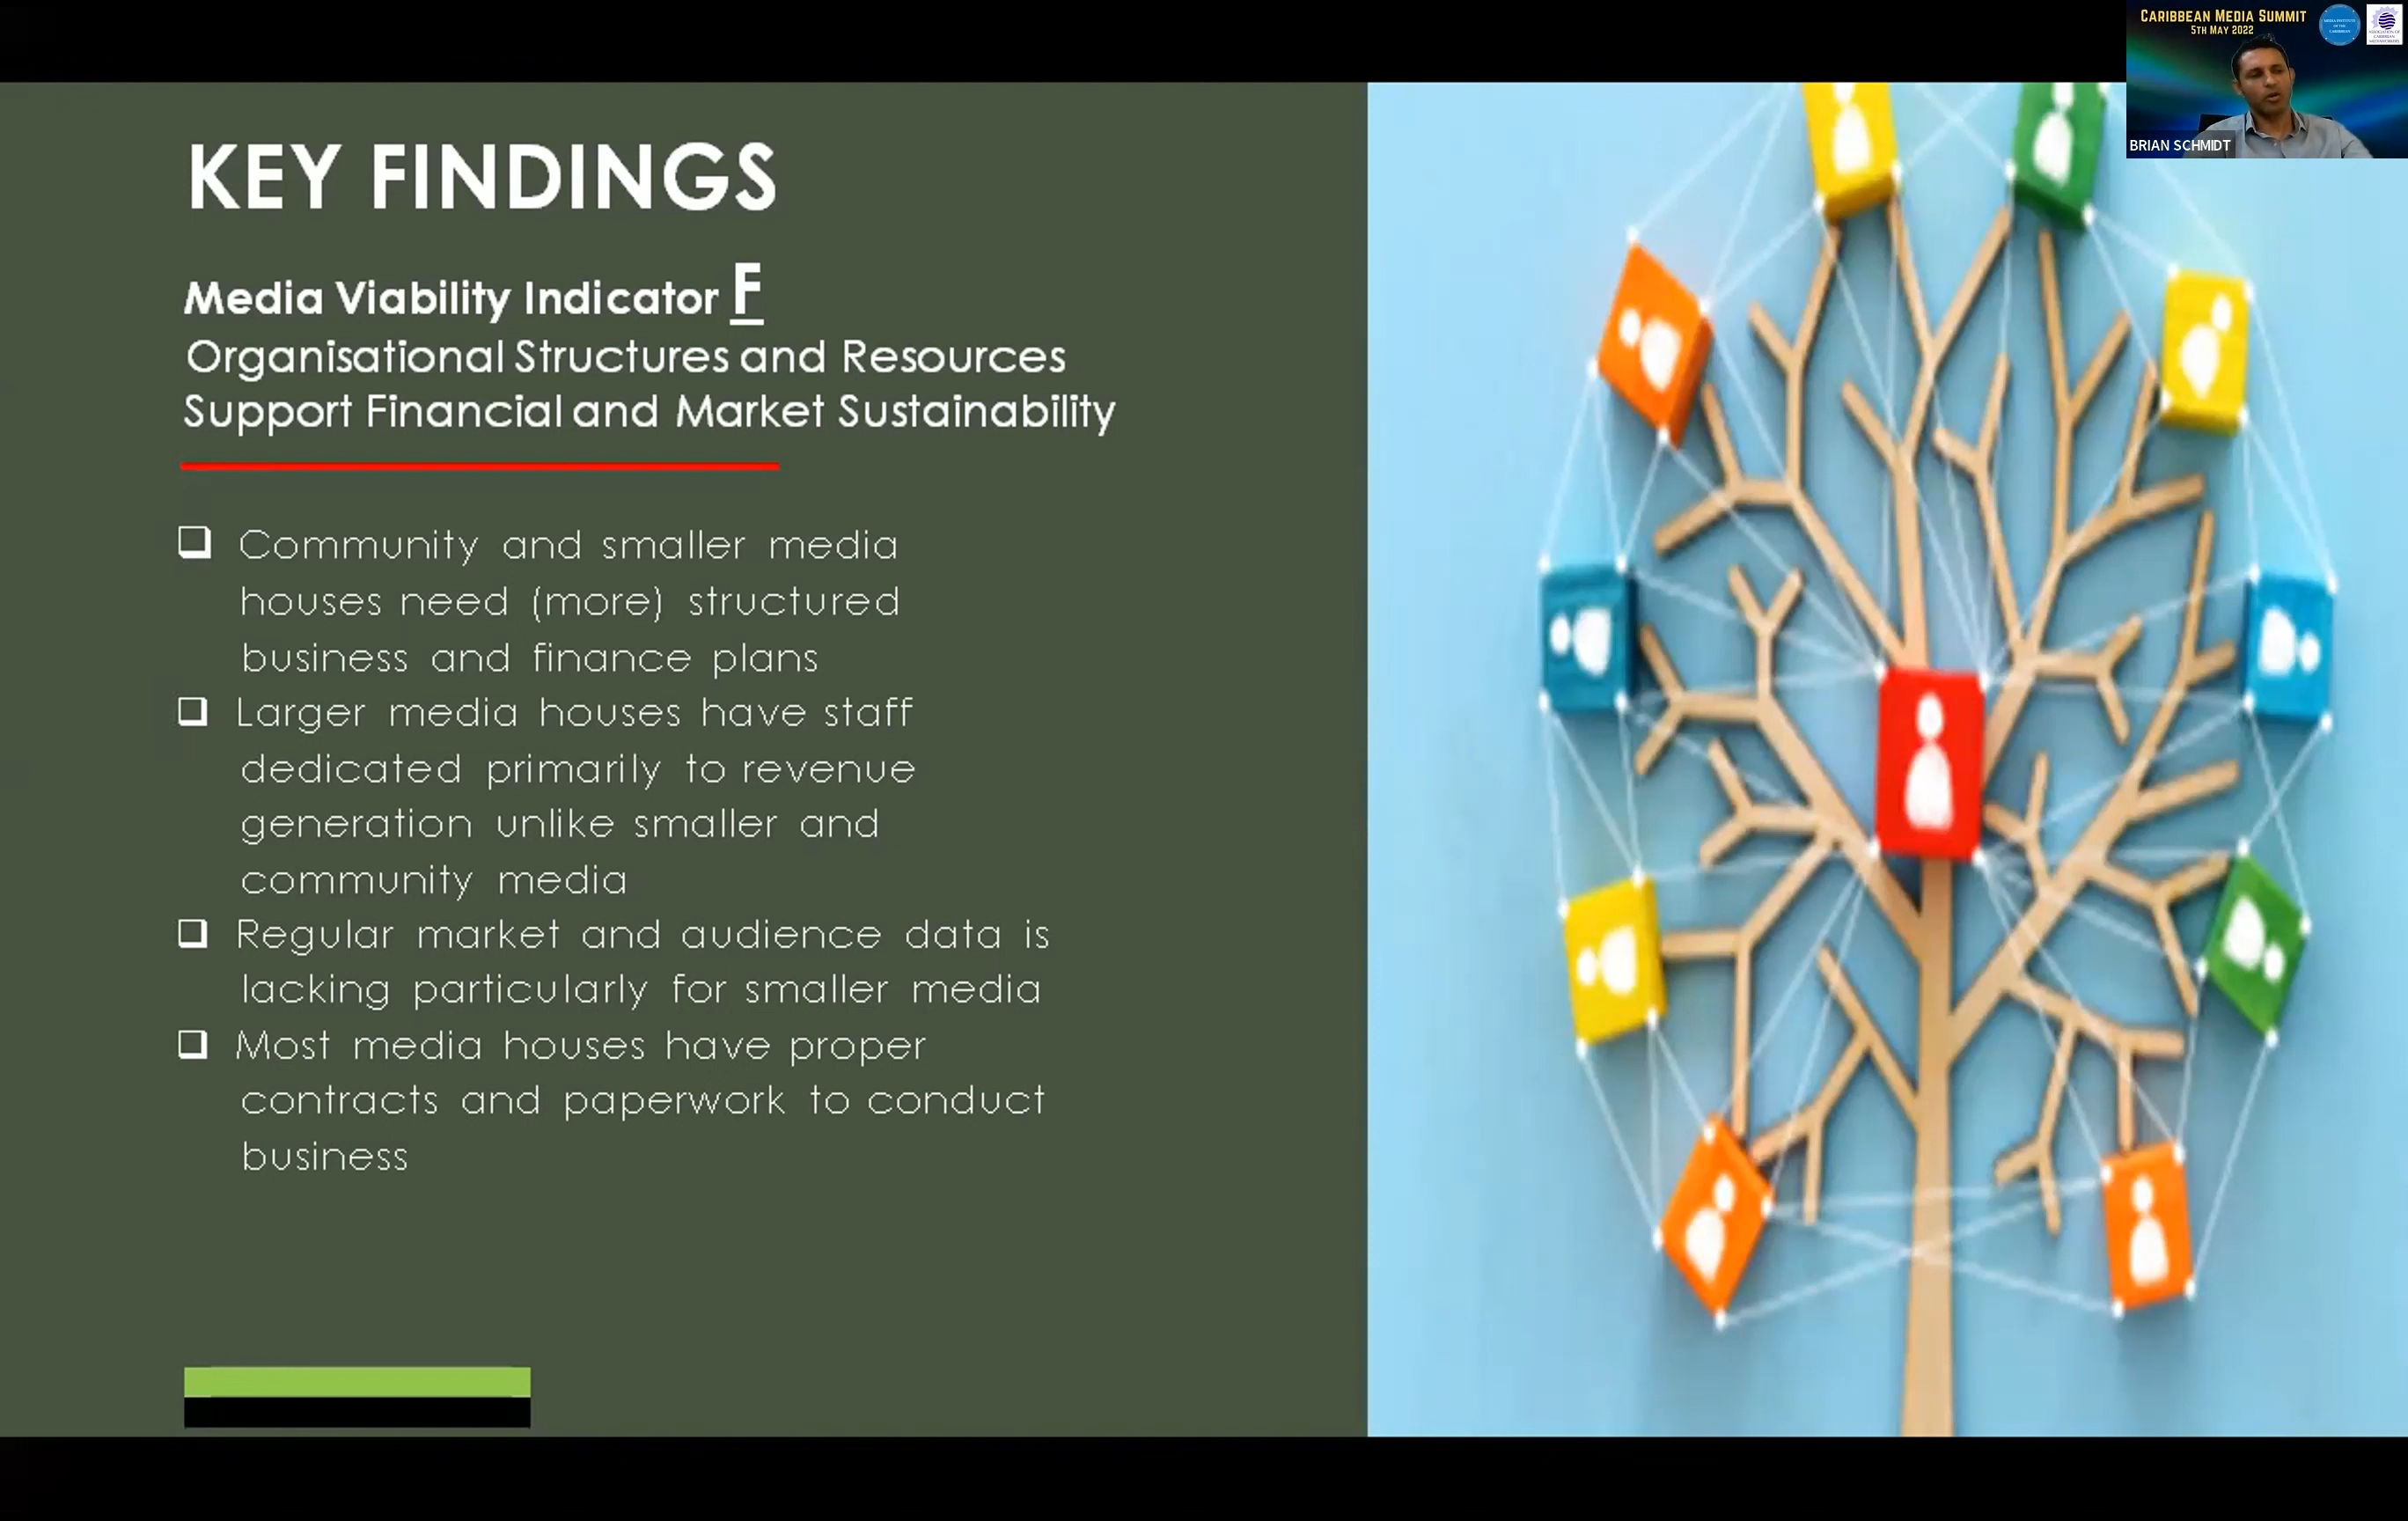 CARIBBEAN MEDIA SUMMIT
5TH MAY 2022
BRIAN SCHMIDT
KEY FINDINGS
Media Viability Indicator F
Organisational Structures and Resources
Support Financial and Market Sustainability
❑ Community and smaller media
houses need (more) structured
business and finance plans
❑ Larger media houses have staff
dedicated primarily to revenue
generation unlike smaller and
community media
❑ Regular market and audience data is
lacking particularly for smaller media
❑ Most media houses have proper
contracts and paperwork to conduct
business